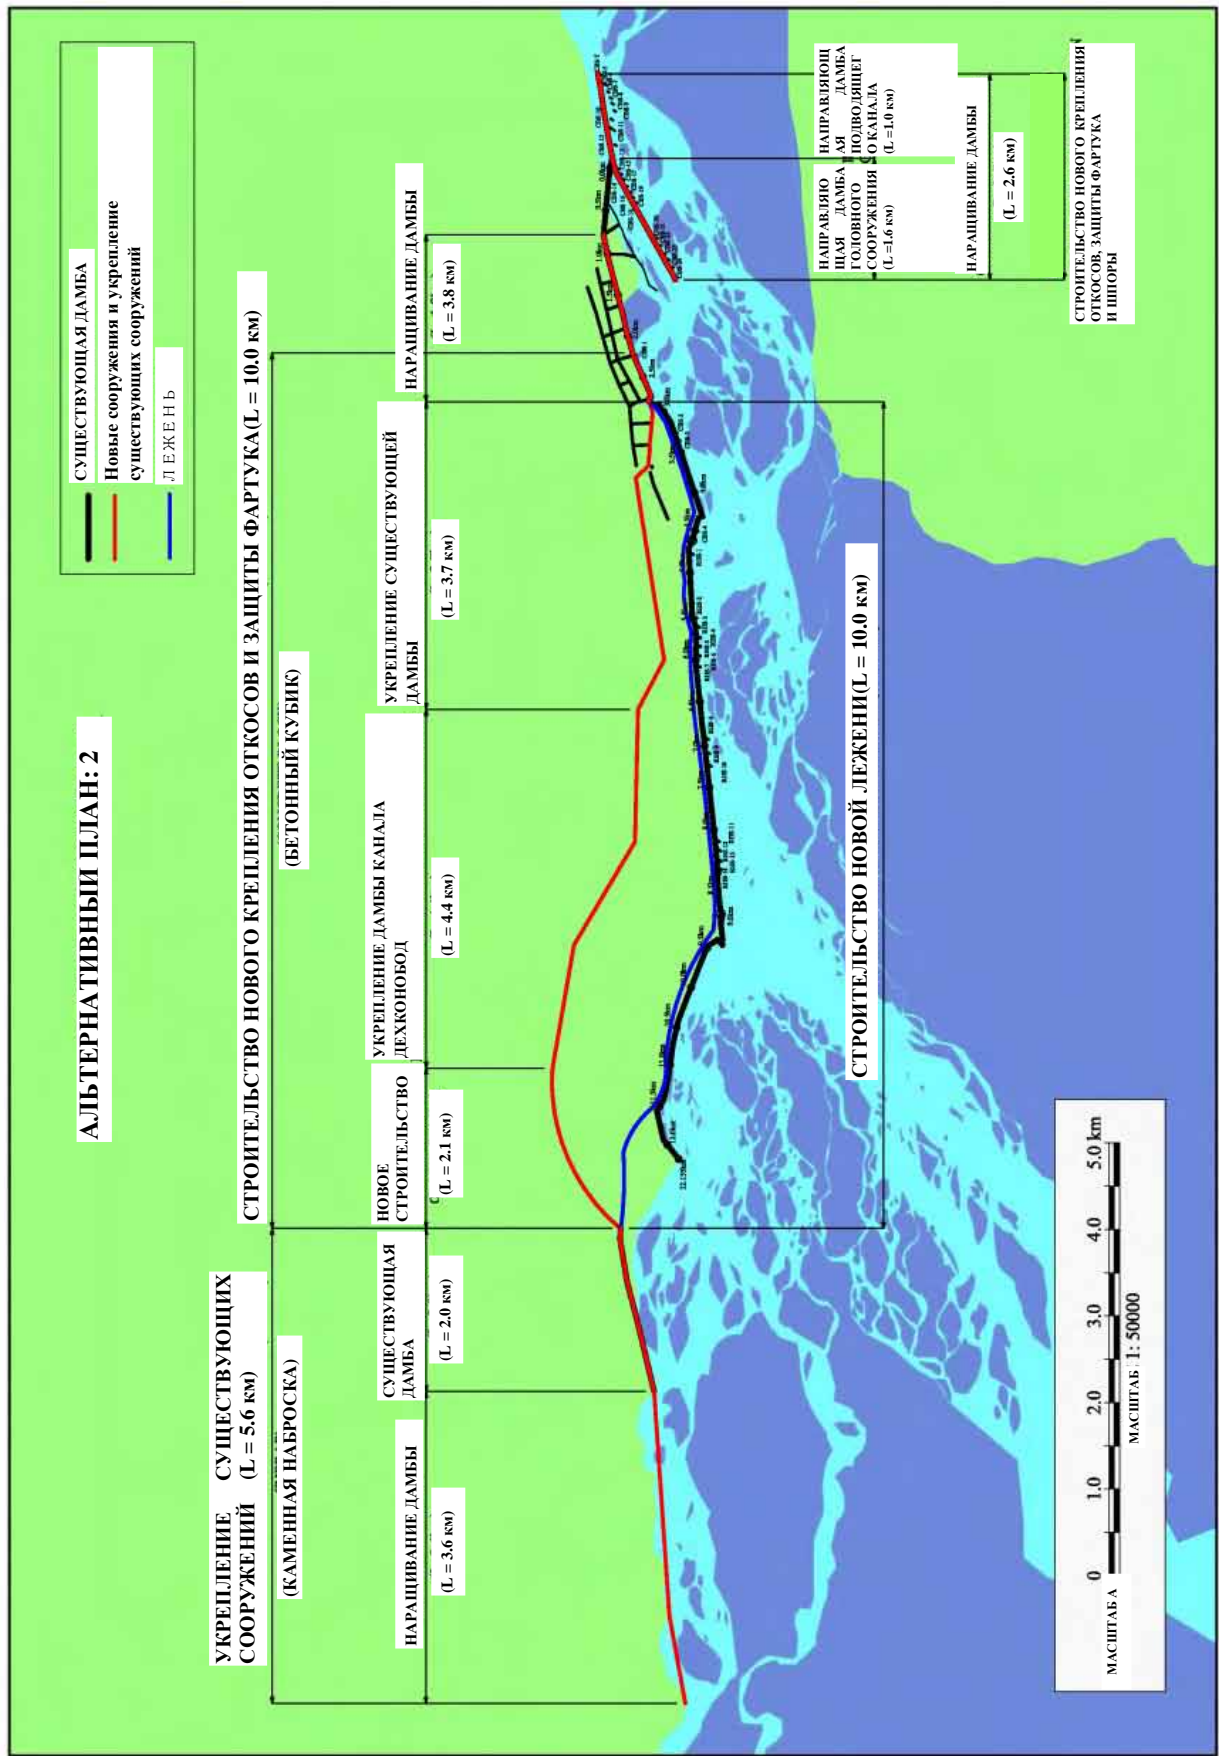 АЛЬТЕРНАТИВНЫЙ ПЛАН: 2
СУЩЕСТВУЮЩАЯ ДАМБА
Новые сооружения и укрепление
существующих сооружений
ЛЕЖЕНЬ
УКРЕПЛЕНИЕ СУЩЕСТВУЮЩИХ
СООРУЖЕНИЙ (L = 5.6 км)
(КАМЕННАЯ НАБРОСКА)
СТРОИТЕЛЬСТВО НОВОГО КРЕПЛЕНИЯ ОТКОСОВ И ЗАЩИТЫ ФАРТУКА(L = 10.0 км)
(БЕТОННЫЙ КУБИК)
НАРАЩИВАНИЕ ДАМБЫ
(L = 3.6 км)
СУЩЕСТВУЮЩАЯ
ДАМБА
(L = 2.0 км)
НОВОЕ
СТРОИТЕЛЬСТВО
(L = 2.1 км)
УКРЕПЛЕНИЕ ДАМБЫ КАНАЛА
ДЕХКОНОБОД
(L = 4.4 км)
УКРЕПЛЕНИЕ СУЩЕСТВУЮЩЕЙ
ДАМБЫ
(L = 3.7 км)
НАРАЩИВАНИЕ ДАМБЫ
(L = 3.8 км)
12.195km
СТРОИТЕЛЬСТВО НОВОЙ ЛЕЖЕНИ(L = 10.0 км)
НАПРАВЛЯЮ
ЩАЯ ДАМБА
ГОЛОВНОГО
СООРУЖЕНИЯ
(L =1.6 км)
НАПРАВЛЯЮЩ
АЯ ДАМБА
ПОДВОДЯЩЕГ
О КАНАЛА
(L =1.0 км)
НАРАЩИВАНИЕ ДАМБЫ
(L = 2.6 км)
СТРОИТЕЛЬСТВО НОВОГО КРЕПЛЕНИЯ
ОТКОСОВ, ЗАЩИТЫ ФАРТУКА
И ШПОРЫ
0 1.0 2.0 3.0 4.0 5.0 km
МАСШТАБ А
МАСШТАБ 1: 50000